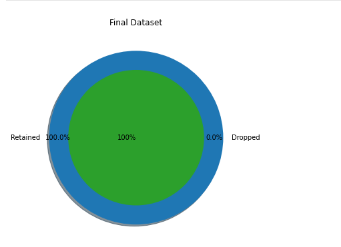 Final Dataset
Retained 100.0% 100% 0.0% Dropped